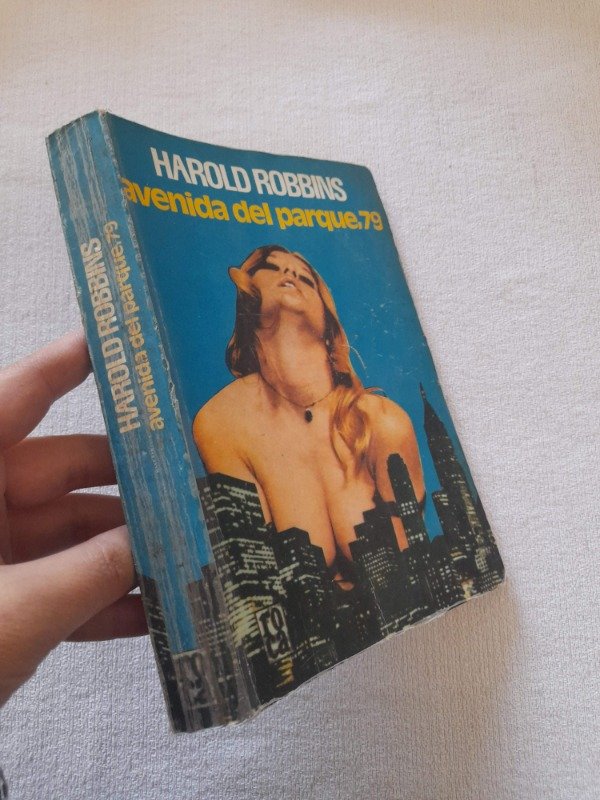 HAROLD ROBBINS
avenida del parque,79
HAROLD ROBBINS
avenida del parque,79